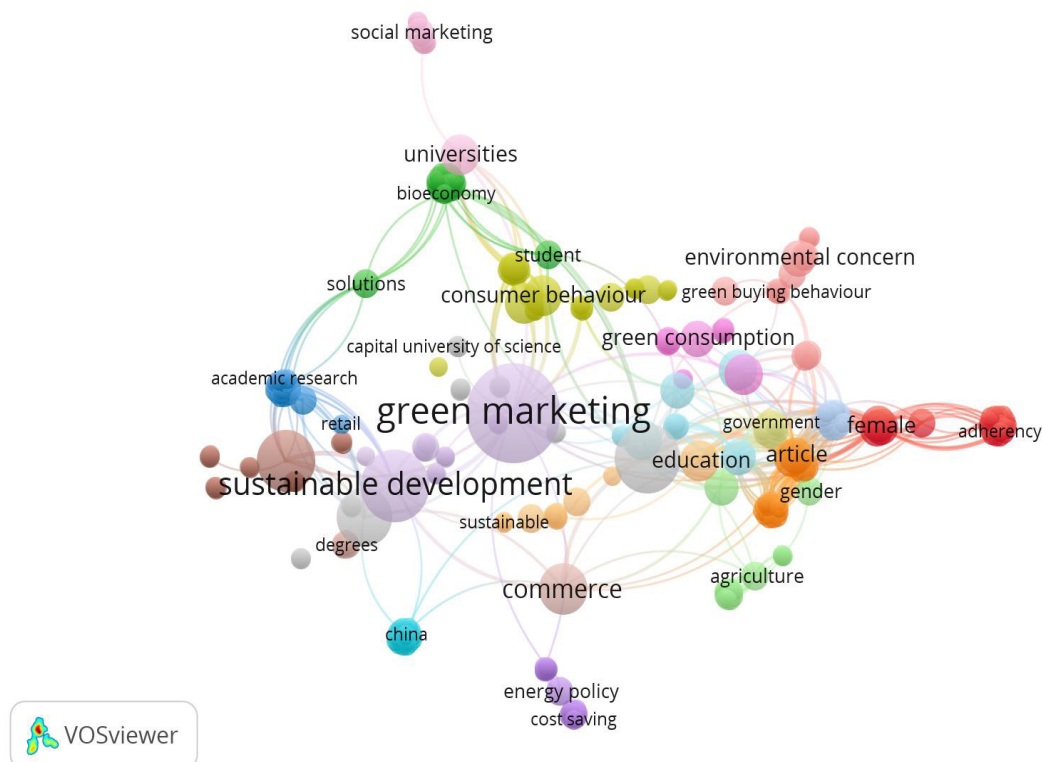 social marketing
universities
bioeconomy
student
environmental concern
solutions
consumer behaviour
green buying behaviour
green consumption
capital university of science
academic research
green marketing
retail
government
female
adherency
education
article
sustainable development
gender
sustainable
degrees
agriculture
commerce
china
energy policy
cost saving
VOSviewer